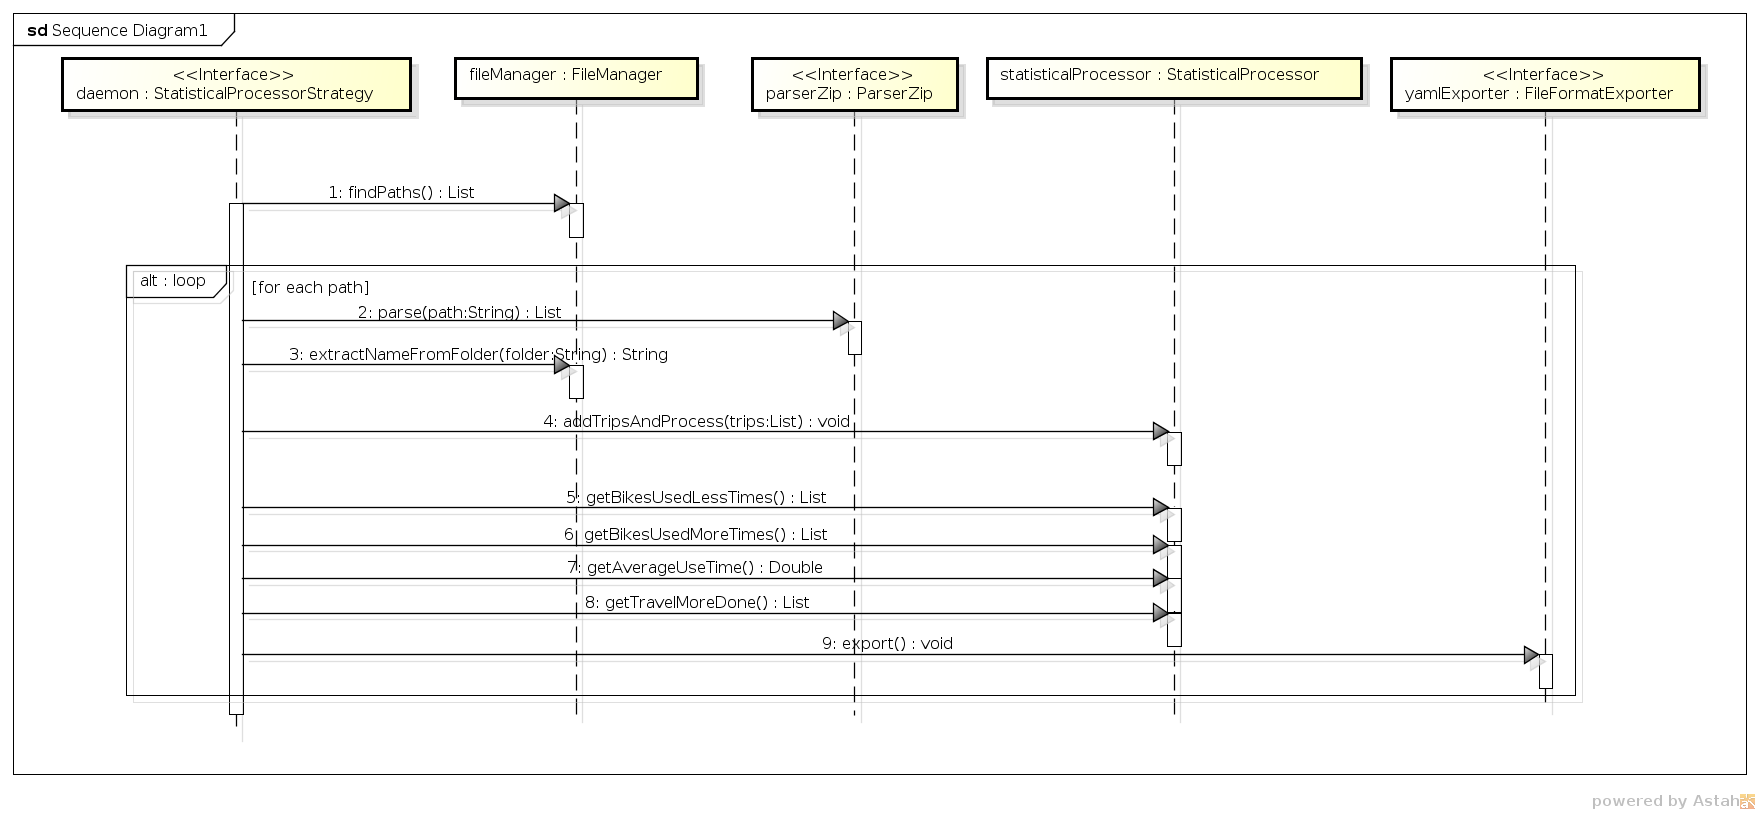 sd Sequence Diagram1
<<Interface>>
daemon : StatisticalProcessorStrategy
fileManager : FileManager
<<Interface>>
parserZip : ParserZip
statisticalProcessor : StatisticalProcessor
<<Interface>>
yamlExporter : FileFormatExporter
1: findPaths() : List
alt : loop
[for each path]
2: parse(path:String) : List
3: extractNameFromFolder(folder:String) : String
4: addTripsAndProcess(trips:List) : void
5: getBikesUsedLessTimes() : List
6: getBikesUsedMoreTimes() : List
7: getAverageUseTime() : Double
8: getTravelMoreDone() : List
9: export() : void
powered by Astah